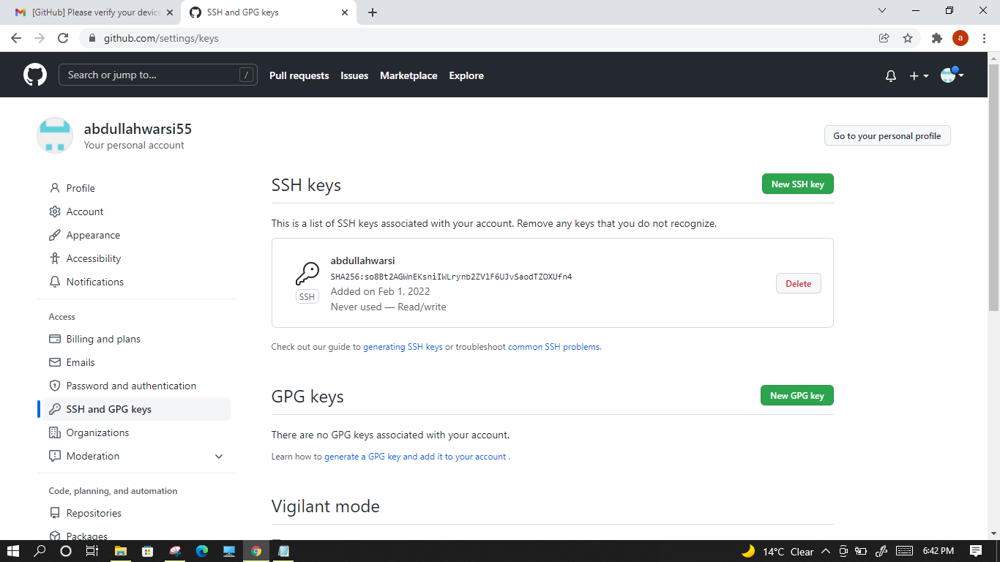 [GitHub] Please verify your device
SSH and GPG keys
github.com/settings/keys
a
Search or jump to...
/
Pull requests
Issues
Marketplace
Explore
abdullahwarsi55
Your personal account
Go to your personal profile
Profile
Account
Appearance
Accessibility
Notifications
Access
Billing and plans
Emails
Password and authentication
SSH and GPG keys
Organizations
Moderation
Code, planning, and automation
Repositories
Packages
SSH keys
New SSH key
This is a list of SSH keys associated with your account. Remove any keys that you do not recognize.
abdullahwarsi
SHA256:so8Bt2AGWnEKsniIWLrynb2ZV1F6UJvSaodTZOXUfn4
Added on Feb 1, 2022
Never used — Read/write
SSH
Delete
Check out our guide to generating SSH keys or troubleshoot common SSH problems.
GPG keys
New GPG key
There are no GPG keys associated with your account.
Learn how to generate a GPG key and add it to your account .
Vigilant mode
14°C Clear
6:42 PM